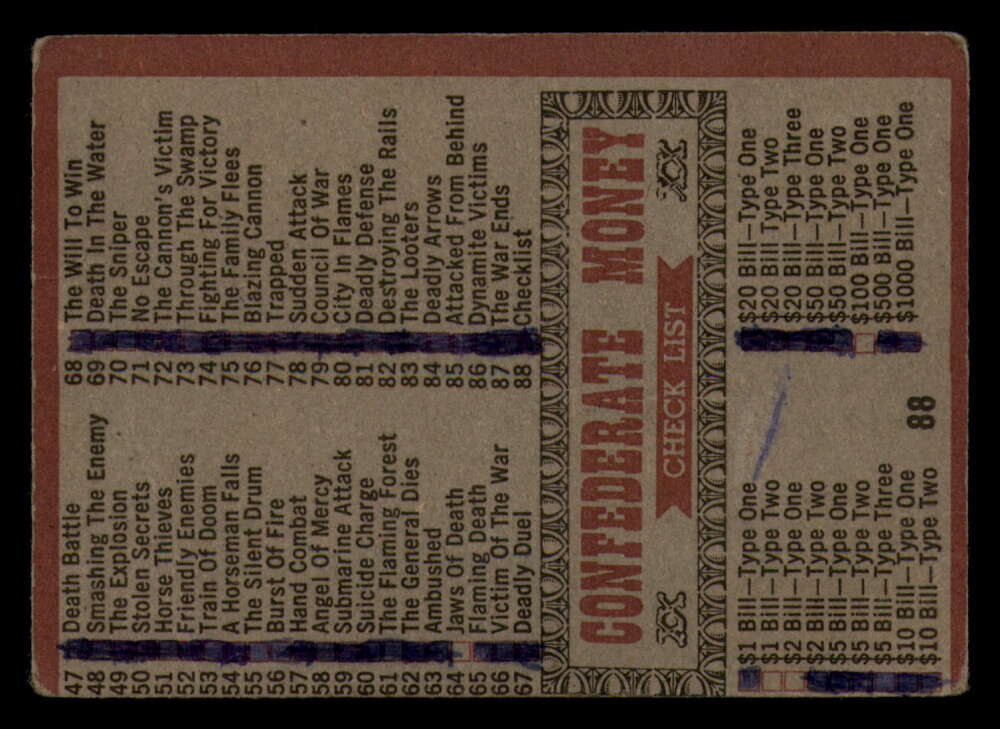 47 Death Battle
48 Smashing The Enemy
49 The Explosion
50 Stolen Secrets
51 Horse Thieves
52 Friendly Enemies
53 Train Of Doom
54 A Horseman Falls
55 The Silent Drum
56 Burst Of Fire
57 Hand Combat
58 Angel Of Mercy
59 Submarine Attack
60 Suicide Charge
61 The Flaming Forest
62 The General Dies
63 Ambushed
64 Jaws Of Death
65 Flaming Death
66 Victim Of The War
67 Deadly Duel
68 The Will To Win
69 Death In The Water
70 The Sniper
71 No Escape
72 The Cannon's Victim
73 Through The Swamp
74 Fighting For Victory
75 The Family Flees
76 Blazing Cannon
77 Trapped
78 Sudden Attack
79 Council Of War
80 City In Flames
81 Deadly Defense
82 Destroying The Rails
83 The Looters
84 Deadly Arrows
85 Attacked From Behind
86 Dynamite Victims
87 The War Ends
88 Checklist
CONFEDERATE MONEY
XX CHECK LIST XX
$1 Bill—Type One
$1 Bill—Type Two
$2 Bill—Type One
$2 Bill—Type Two
$5 Bill—Type One
$5 Bill—Type Two
$5 Bill—Type Three
$10 Bill—Type One
$10 Bill—Type Two
$20 Bill—Type One
$20 Bill Type Two
$20 Bill—Type Three
$50 Bill—Type One
$50 Bill—Type Two
$100 Bill—Type One
$500 Bill—Type One
$1000 Bill—Type One
88